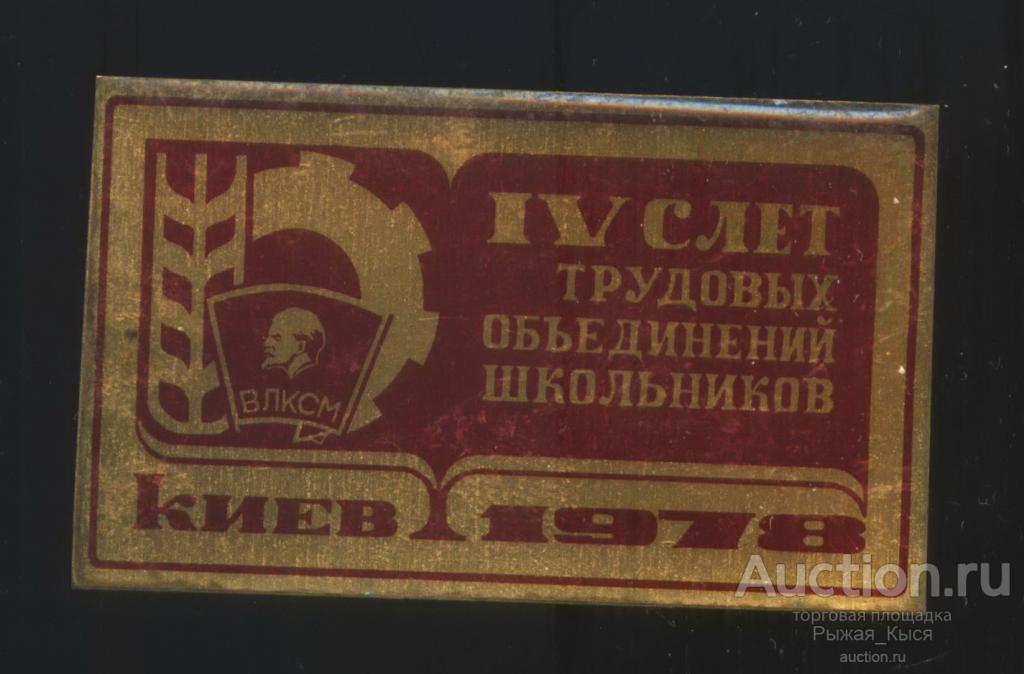 IV СЛЕТ
ТРУДОВЫХ
ОБЪЕДИНЕНИЙ
ШКОЛЬНИКОВ
ВЛКСМ
КИЕВ 1978
Auction.ru
торговая площадка
Рыжая_Кыся
auction.ru